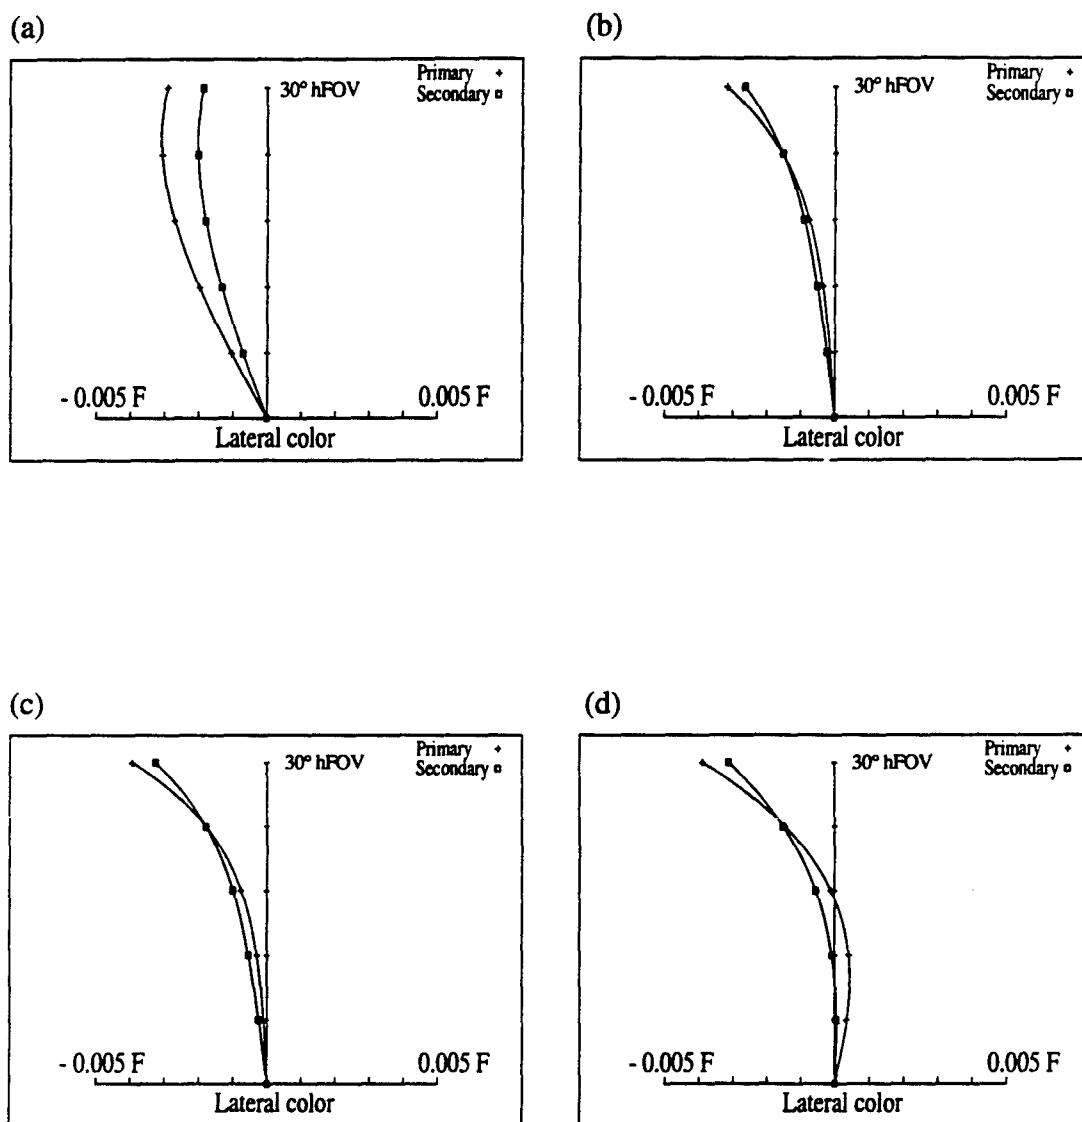 (a)
30° hFOV
Primary +
Secondary
- 0.005 F
0.005 F
Lateral color
(b)
30° hFOV
Primary +
Secondary
- 0.005 F
0.005 F
Lateral color
(c)
30° hFOV
Primary +
Secondary
- 0.005 F
0.005 F
Lateral color
(d)
30° hFOV
Primary +
Secondary
- 0.005 F
0.005 F
Lateral color